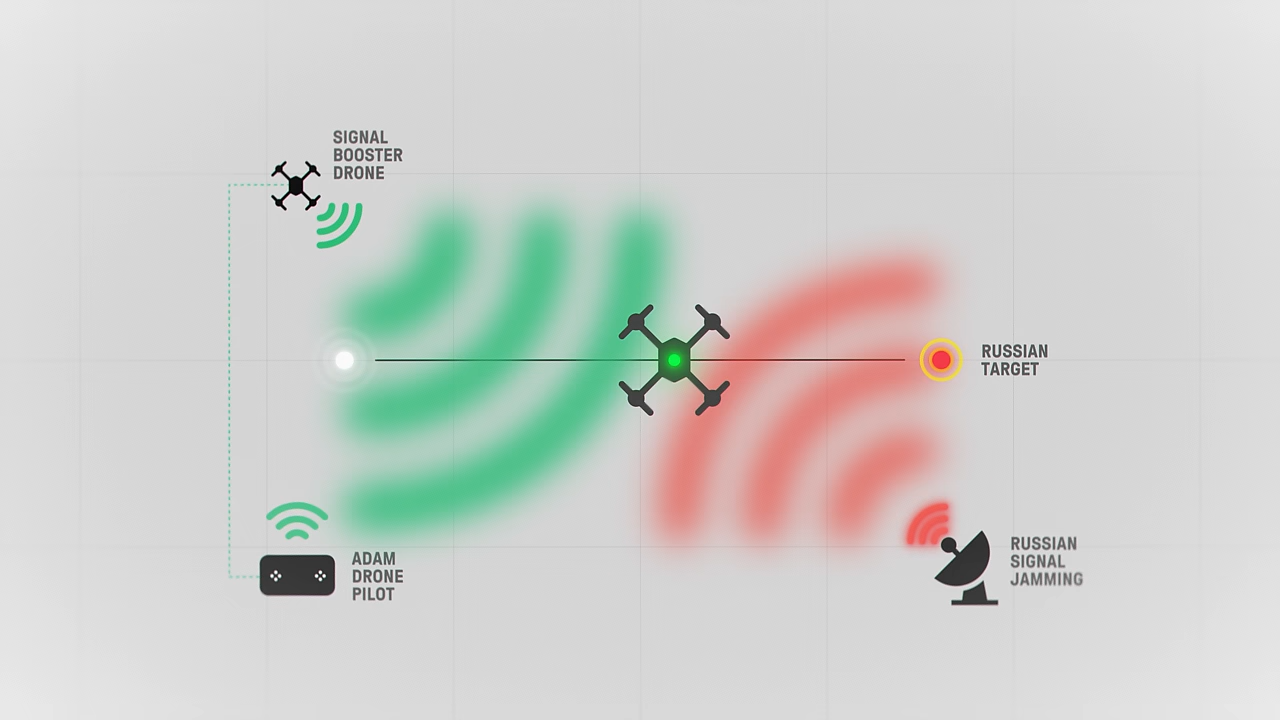 SIGNAL
BOOSTER
DRONE
RUSSIAN
TARGET
ADAM
DRONE
PILOT
RUSSIAN
SIGNAL
JAMMING